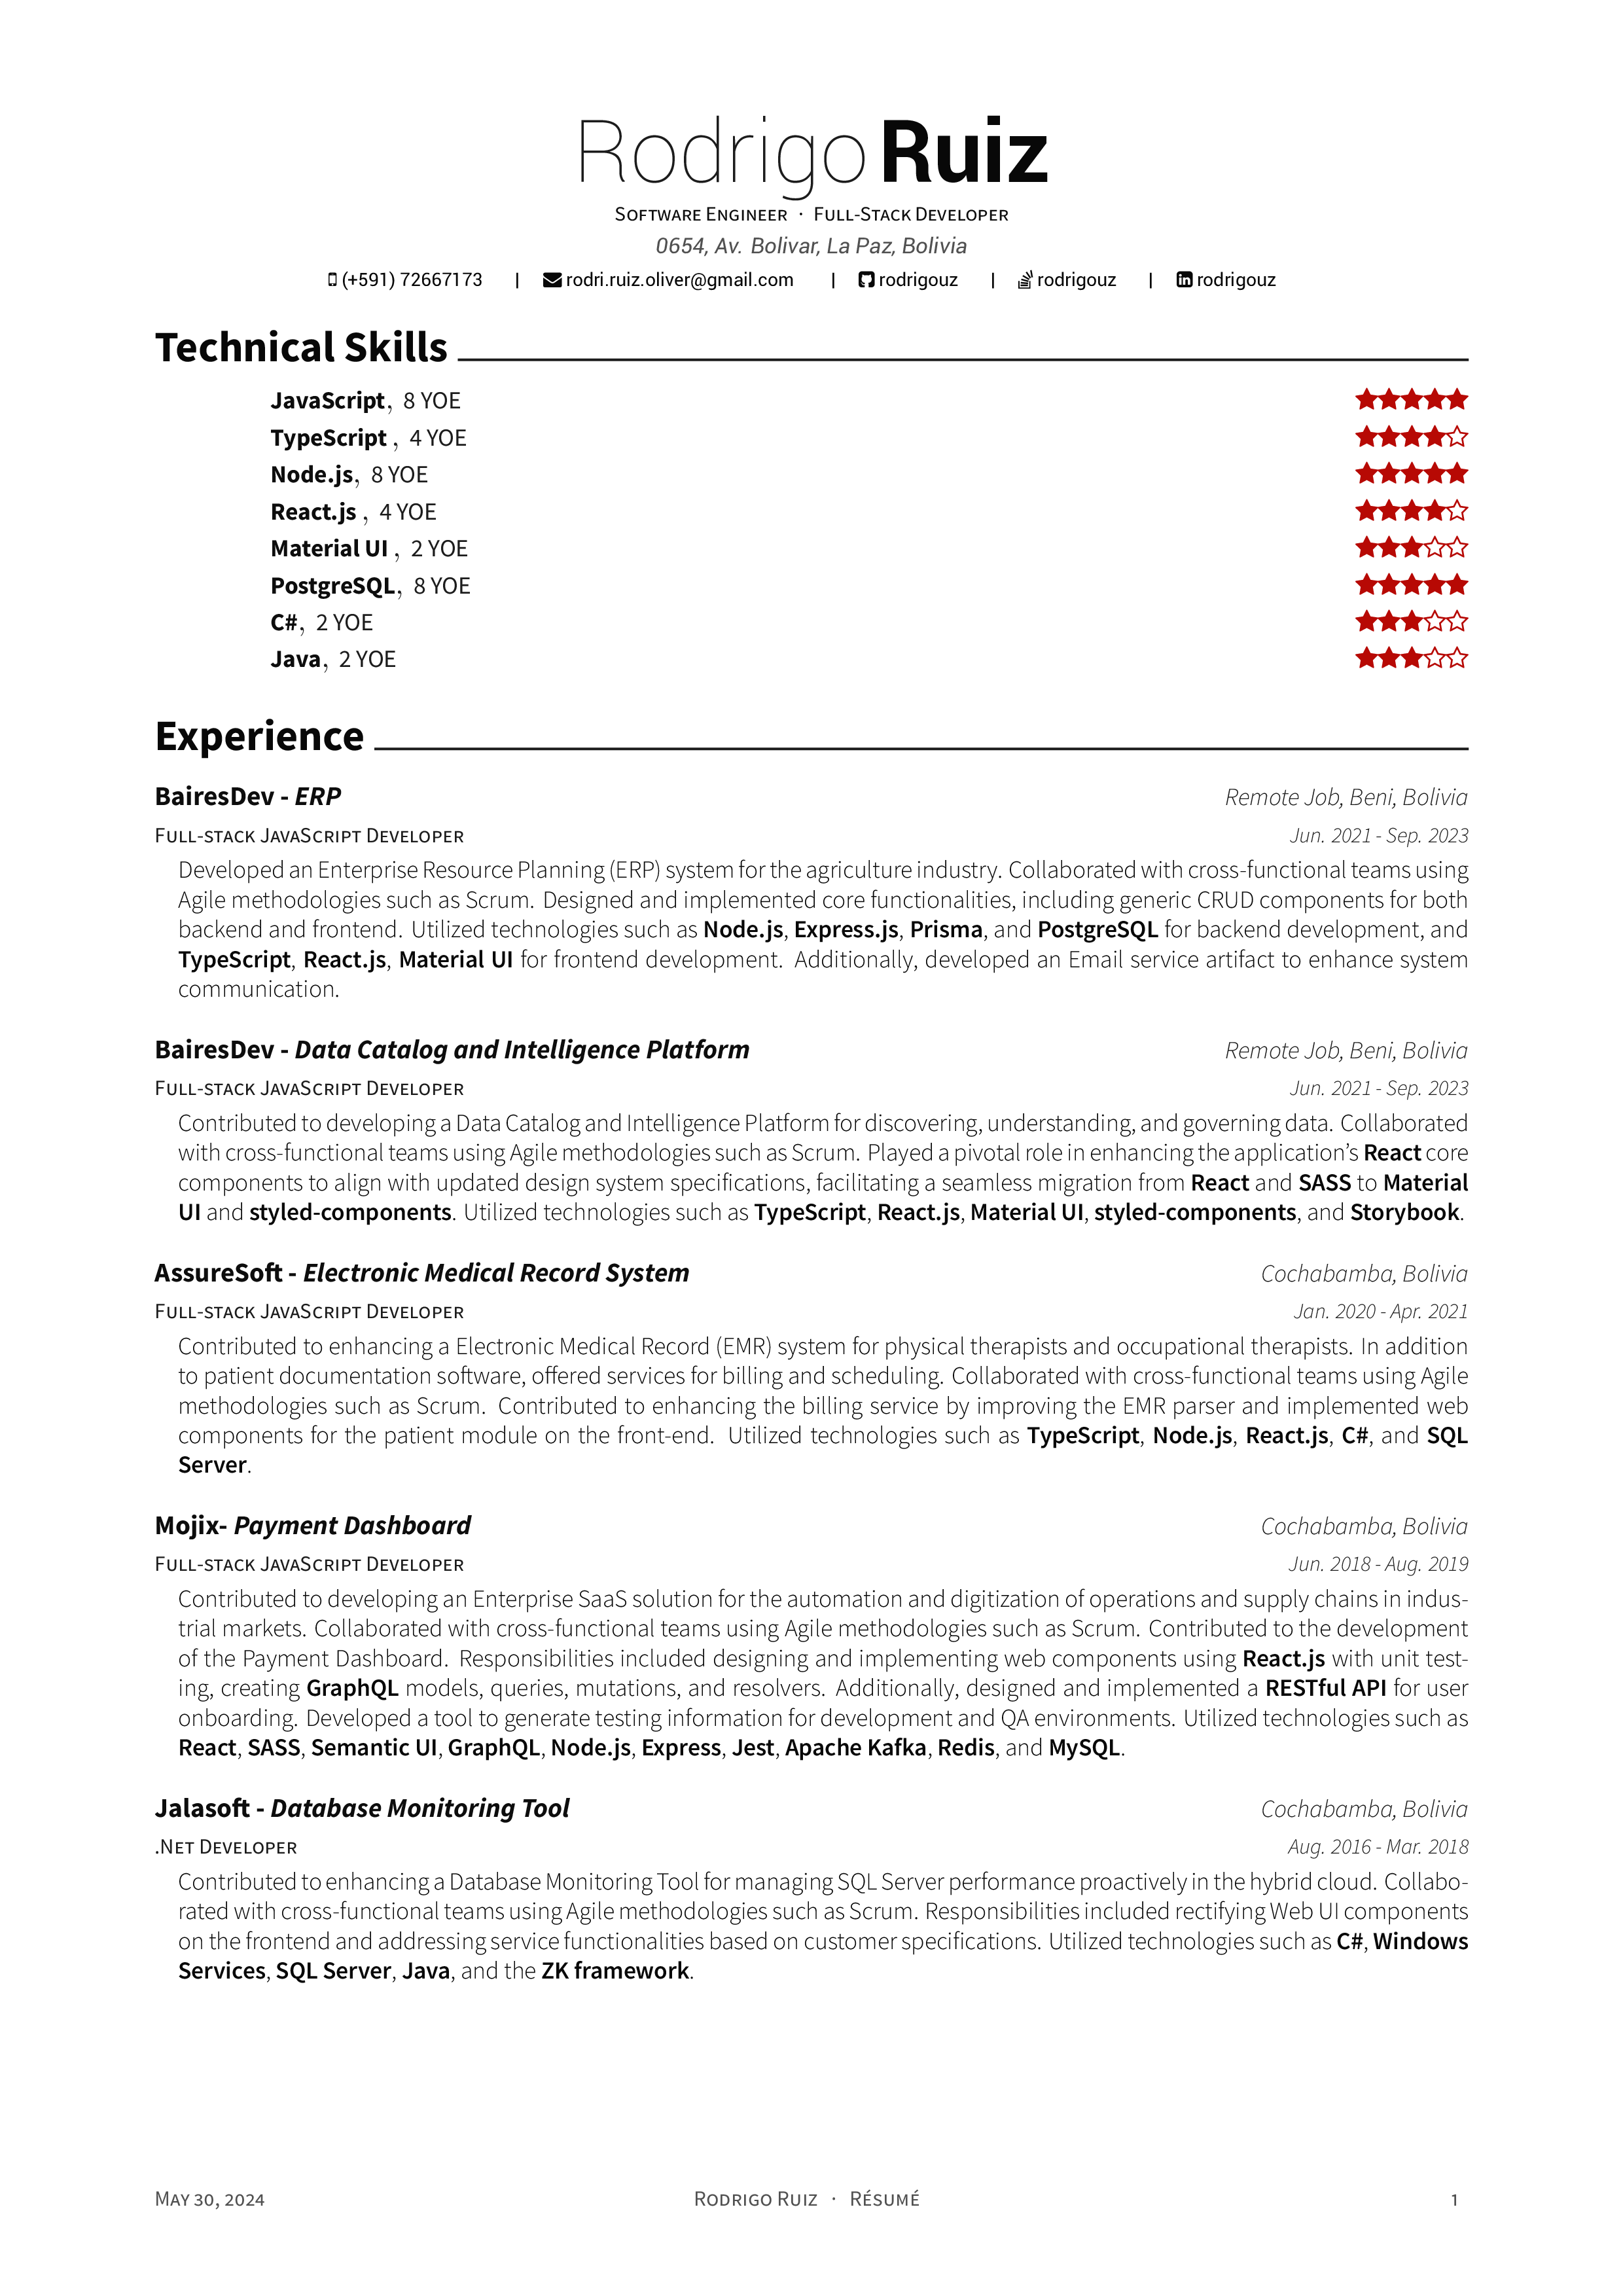 Rodrigo Ruiz
Software Engineer · Full-Stack Developer
0654, Av. Bolivar, La Paz, Bolivia
(+591) 72667173 | rodri.ruiz.oliver@gmail.com | rodrigouz | rodrigouz | rodrigouz
Technical Skills
JavaScript, 8 YOE
TypeScript , 4 YOE
Node.js, 8 YOE
React.js , 4 YOE
Material UI , 2 YOE
PostgreSQL, 8 YOE
C#, 2 YOE
Java, 2 YOE
Experience
BairesDev - ERP Remote Job, Beni, Bolivia
Full-stack JavaScript Developer Jun. 2021 - Sep. 2023
Developed an Enterprise Resource Planning (ERP) system for the agriculture industry. Collaborated with cross-functional teams using
Agile methodologies such as Scrum. Designed and implemented core functionalities, including generic CRUD components for both
backend and frontend. Utilized technologies such as Node.js, Express.js, Prisma, and PostgreSQL for backend development, and
TypeScript, React.js, Material UI for frontend development. Additionally, developed an Email service artifact to enhance system
communication.
BairesDev - Data Catalog and Intelligence Platform Remote Job, Beni, Bolivia
Full-stack JavaScript Developer Jun. 2021 - Sep. 2023
Contributed to developing a Data Catalog and Intelligence Platform for discovering, understanding, and governing data. Collaborated
with cross-functional teams using Agile methodologies such as Scrum. Played a pivotal role in enhancing the application’s React core
components to align with updated design system specifications, facilitating a seamless migration from React and SASS to Material
UI and styled-components. Utilized technologies such as TypeScript, React.js, Material UI, styled-components, and Storybook.
AssureSoft - Electronic Medical Record System Cochabamba, Bolivia
Full-stack JavaScript Developer Jan. 2020 - Apr. 2021
Contributed to enhancing a Electronic Medical Record (EMR) system for physical therapists and occupational therapists. In addition
to patient documentation software, offered services for billing and scheduling. Collaborated with cross-functional teams using Agile
methodologies such as Scrum. Contributed to enhancing the billing service by improving the EMR parser and implemented web
components for the patient module on the front-end. Utilized technologies such as TypeScript, Node.js, React.js, C#, and SQL
Server.
Mojix- Payment Dashboard Cochabamba, Bolivia
Full-stack JavaScript Developer Jun. 2018 - Aug. 2019
Contributed to developing an Enterprise SaaS solution for the automation and digitization of operations and supply chains in indus-
trial markets. Collaborated with cross-functional teams using Agile methodologies such as Scrum. Contributed to the development
of the Payment Dashboard. Responsibilities included designing and implementing web components using React.js with unit test-
ing, creating GraphQL models, queries, mutations, and resolvers. Additionally, designed and implemented a RESTful API for user
onboarding. Developed a tool to generate testing information for development and QA environments. Utilized technologies such as
React, SASS, Semantic UI, GraphQL, Node.js, Express, Jest, Apache Kafka, Redis, and MySQL.
Jalasoft - Database Monitoring Tool Cochabamba, Bolivia
.Net Developer Aug. 2016 - Mar. 2018
Contributed to enhancing a Database Monitoring Tool for managing SQL Server performance proactively in the hybrid cloud. Collabo-
rated with cross-functional teams using Agile methodologies such as Scrum. Responsibilities included rectifying Web UI components
on the frontend and addressing service functionalities based on customer specifications. Utilized technologies such as C#, Windows
Services, SQL Server, Java, and the ZK framework.
May 30, 2024 Rodrigo Ruiz · Résumé 1